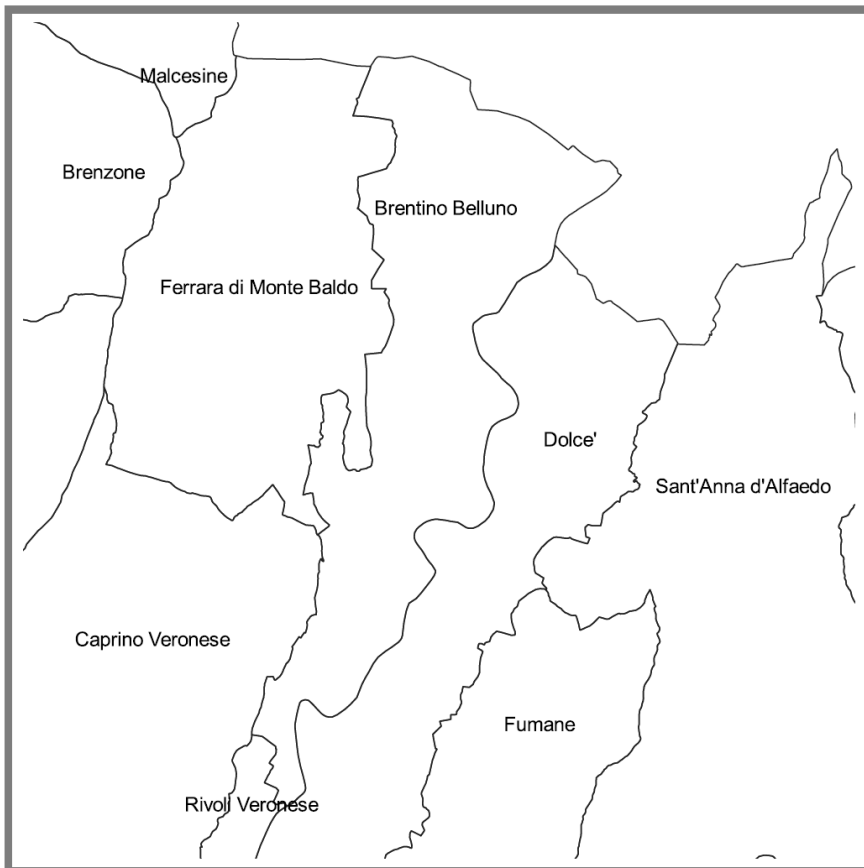 Malcesine
Brenzone
Brentino Belluno
Ferrara di Monte Baldo
Dolce'
Sant'Anna d'Alfaedo
Caprino Veronese
Fumane
Rivoli Veronese